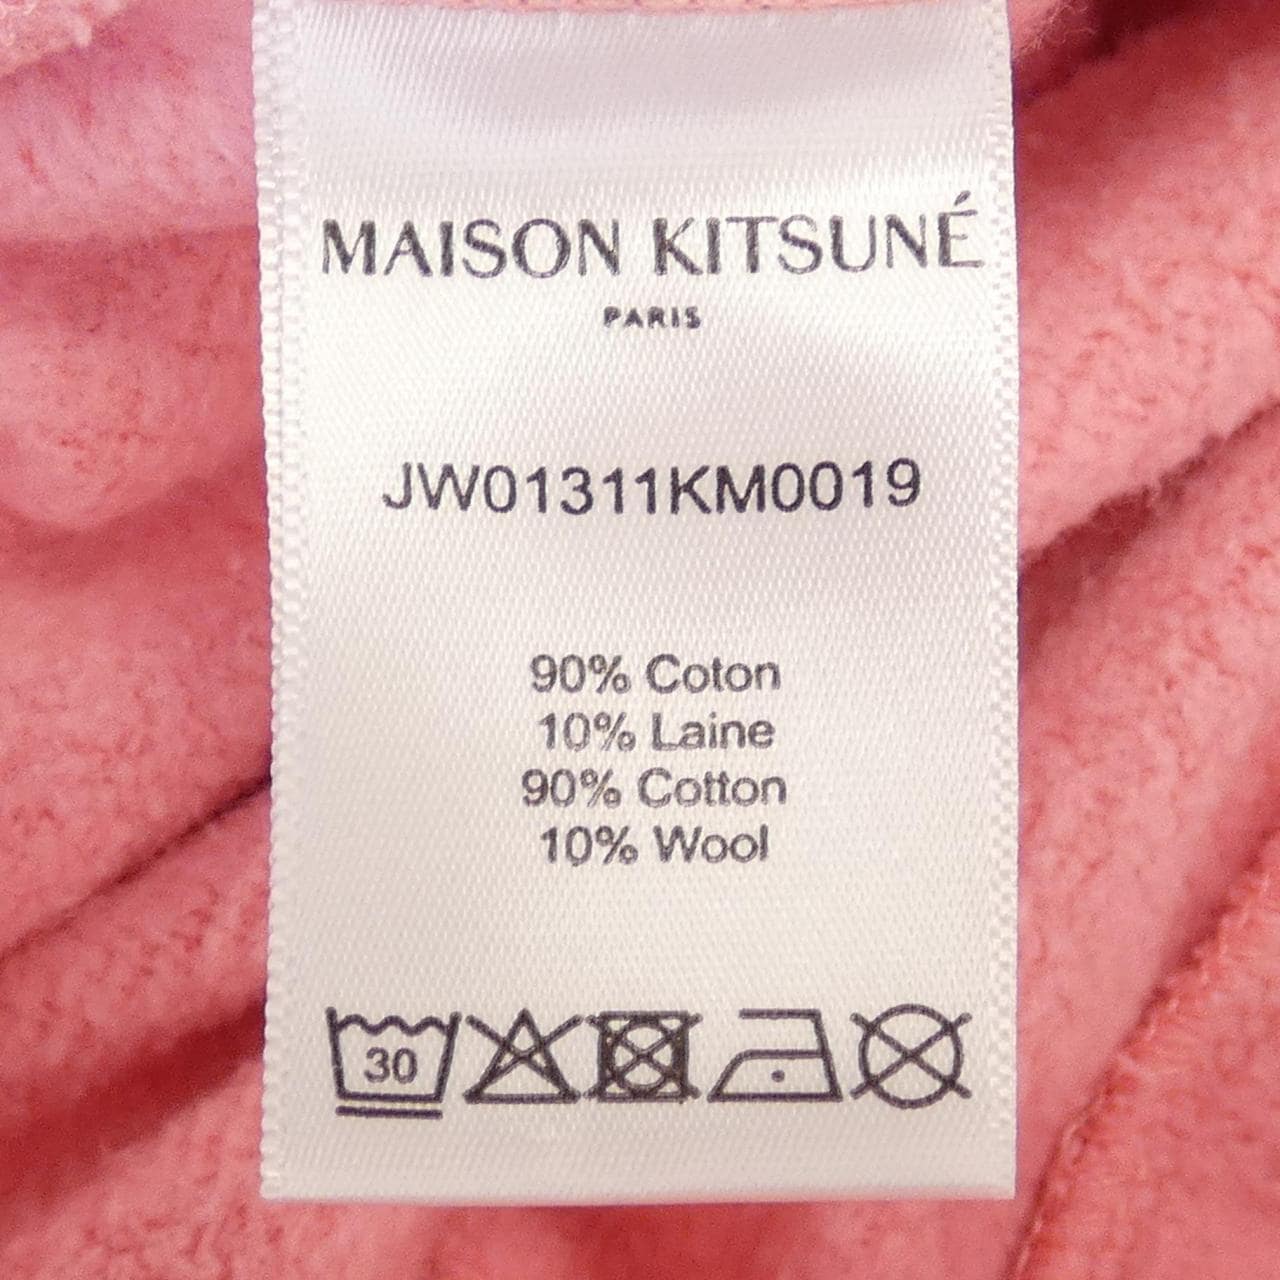 MAISON KITSUNÉ
PARIS
JW01311KM0019
90% Coton
10% Laine
90% Cotton
10% Wool
30